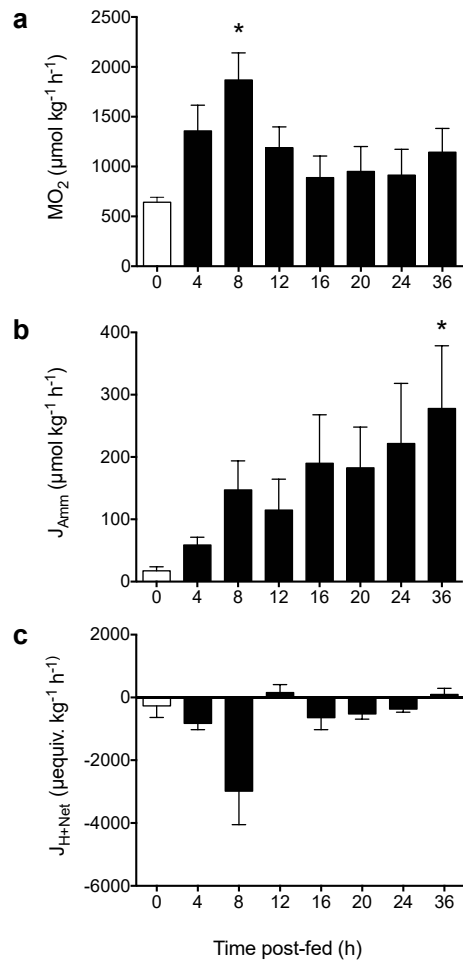 a
*
2500
2000
1500
1000
500
0
MO₂ (µmol kg⁻¹ h⁻¹)
0 4 8 12 16 20 24 36
b
*
400
300
200
100
0
J_Amm (µmol kg⁻¹ h⁻¹)
0 4 8 12 16 20 24 36
c
2000
0
-2000
-4000
-6000
J_H+Net (µequiv. kg⁻¹ h⁻¹)
0 4 8 12 16 20 24 36
Time post-fed (h)